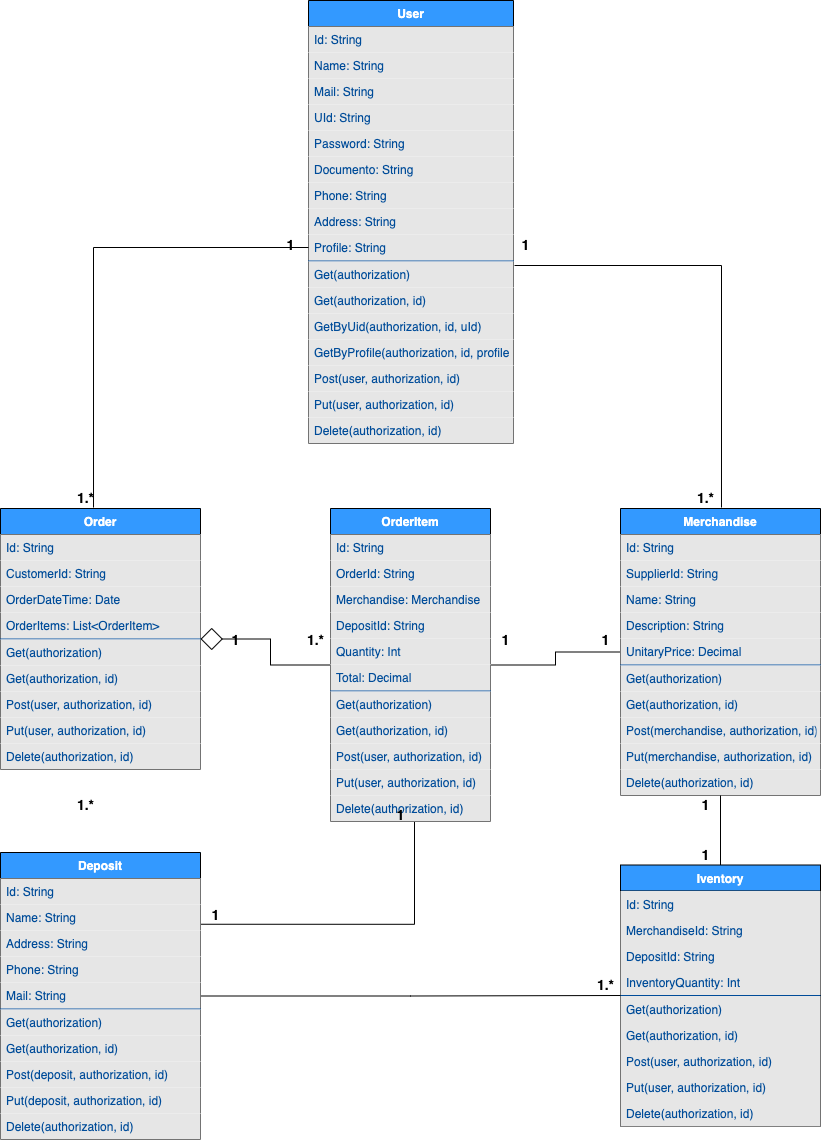 User
Id: String
Name: String
Mail: String
UId: String
Password: String
Documento: String
Phone: String
Address: String
Profile: String
Get(authorization)
Get(authorization, id)
GetByUid(authorization, id, uId)
GetByProfile(authorization, id, profile
Post(user, authorization, id)
Put(user, authorization, id)
Delete(authorization, id)
1
1
1.*
1.*
Order
Id: String
CustomerId: String
OrderDateTime: Date
OrderItems: List<OrderItem>
Get(authorization)
Get(authorization, id)
Post(user, authorization, id)
Put(user, authorization, id)
Delete(authorization, id)
1
1.*
OrderItem
Id: String
OrderId: String
Merchandise: Merchandise
DepositId: String
Quantity: Int
Total: Decimal
Get(authorization)
Get(authorization, id)
Post(user, authorization, id)
Put(user, authorization, id)
Delete(authorization, id)
1
1
1
Merchandise
Id: String
SupplierId: String
Name: String
Description: String
UnitaryPrice: Decimal
Get(authorization)
Get(authorization, id)
Post(merchandise, authorization, id)
Put(merchandise, authorization, id)
Delete(authorization, id)
1.*
1
1
Deposit
Id: String
Name: String
Address: String
Phone: String
Mail: String
Get(authorization)
Get(authorization, id)
Post(deposit, authorization, id)
Put(deposit, authorization, id)
Delete(authorization, id)
1
1.*
Iventory
Id: String
MerchandiseId: String
DepositId: String
InventoryQuantity: Int
Get(authorization)
Get(authorization, id)
Post(user, authorization, id)
Put(user, authorization, id)
Delete(authorization, id)